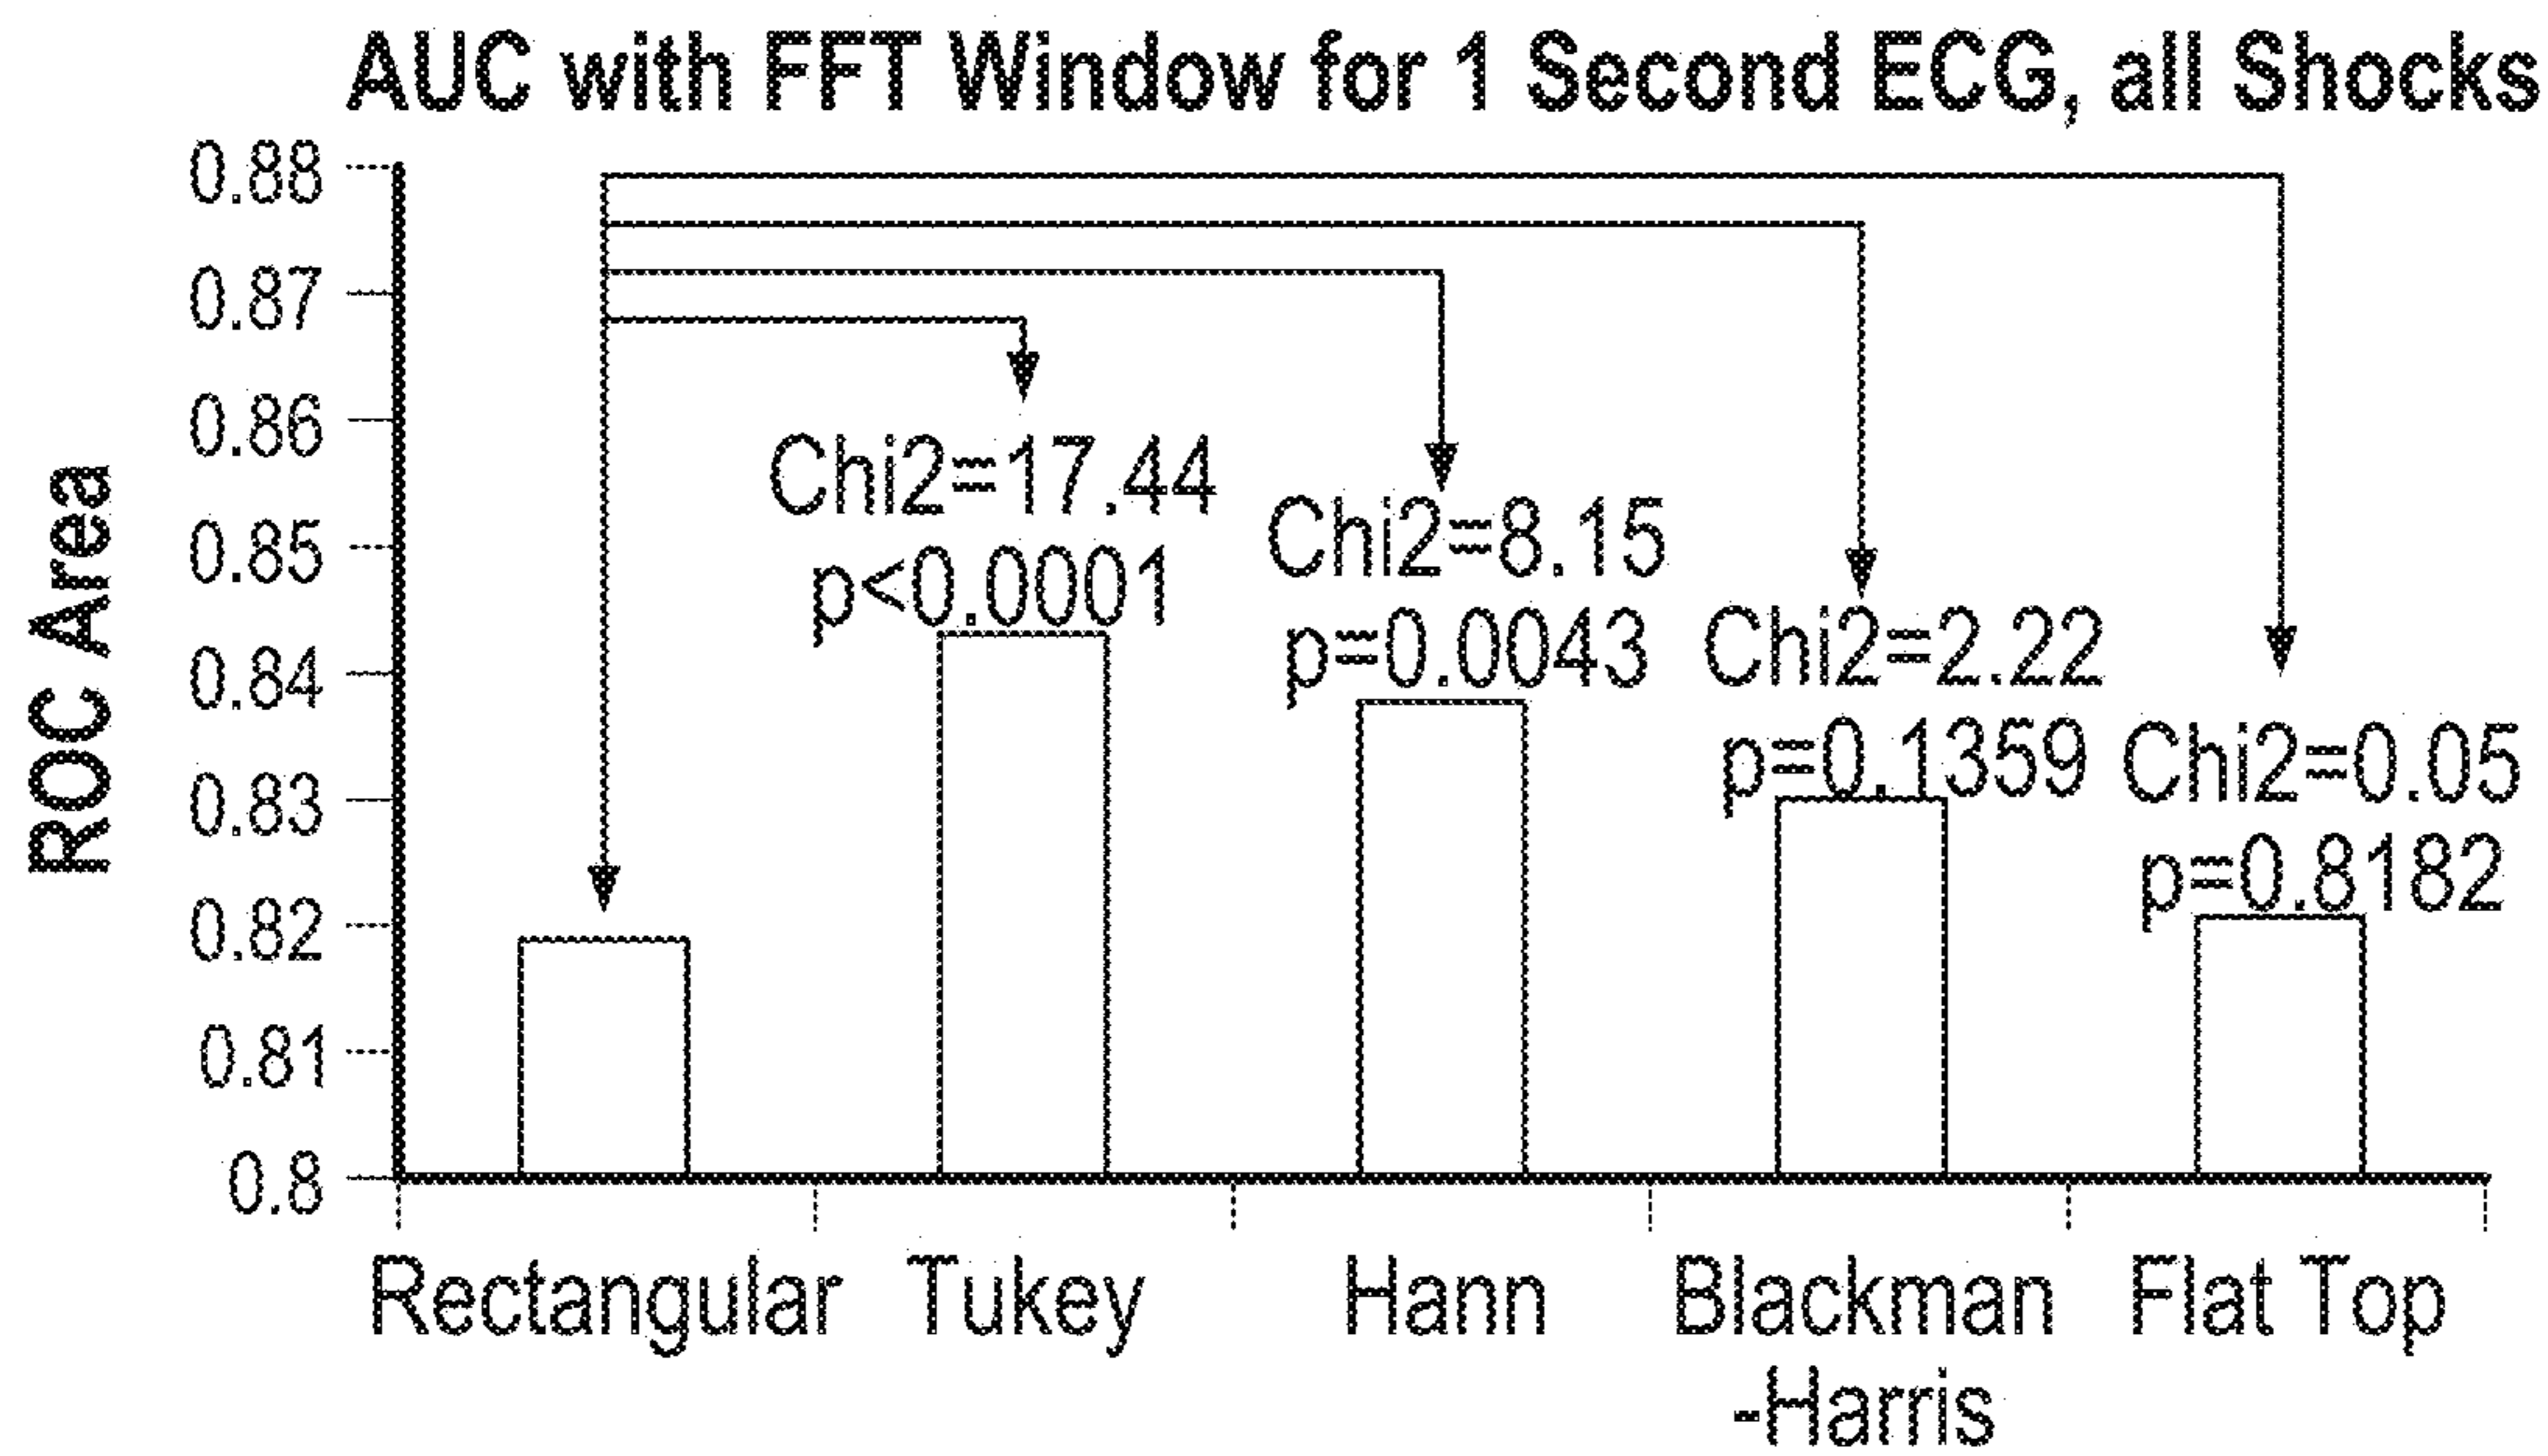 AUC with FFT Window for 1 Second ECG, all Shocks
ROC Area
0.88
0.87
0.86
0.85
0.84
0.83
0.82
0.81
0.8
Chi2=17.44
p<0.0001
Chi2=8.15
p=0.0043
Chi2=2.22
p=0.1359
Chi2=0.05
p=0.8182
Rectangular
Tukey
Hann
Blackman
-Harris
Flat Top